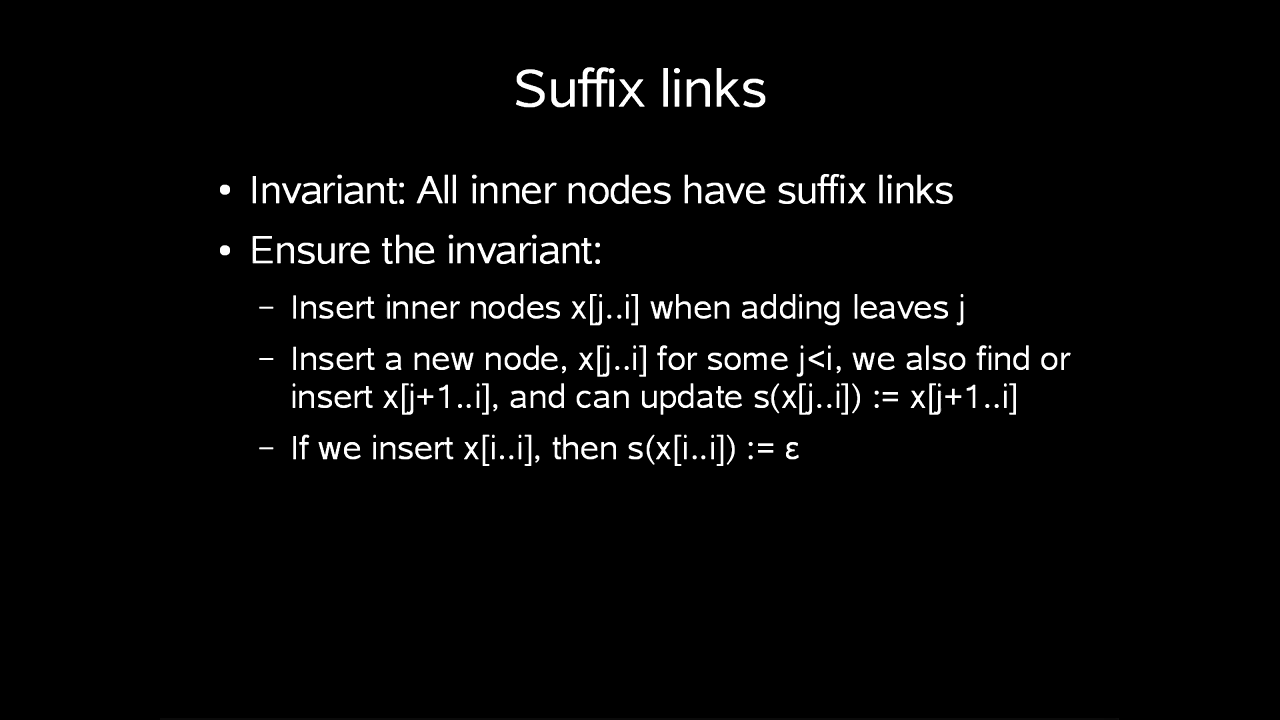 Suffix links
• Invariant: All inner nodes have suffix links
• Ensure the invariant:
– Insert inner nodes x[j..i] when adding leaves j
– Insert a new node, x[j..i] for some j<i, we also find or
insert x[j+1..i], and can update s(x[j..i]) := x[j+1..i]
– If we insert x[i..i], then s(x[i..i]) := ε